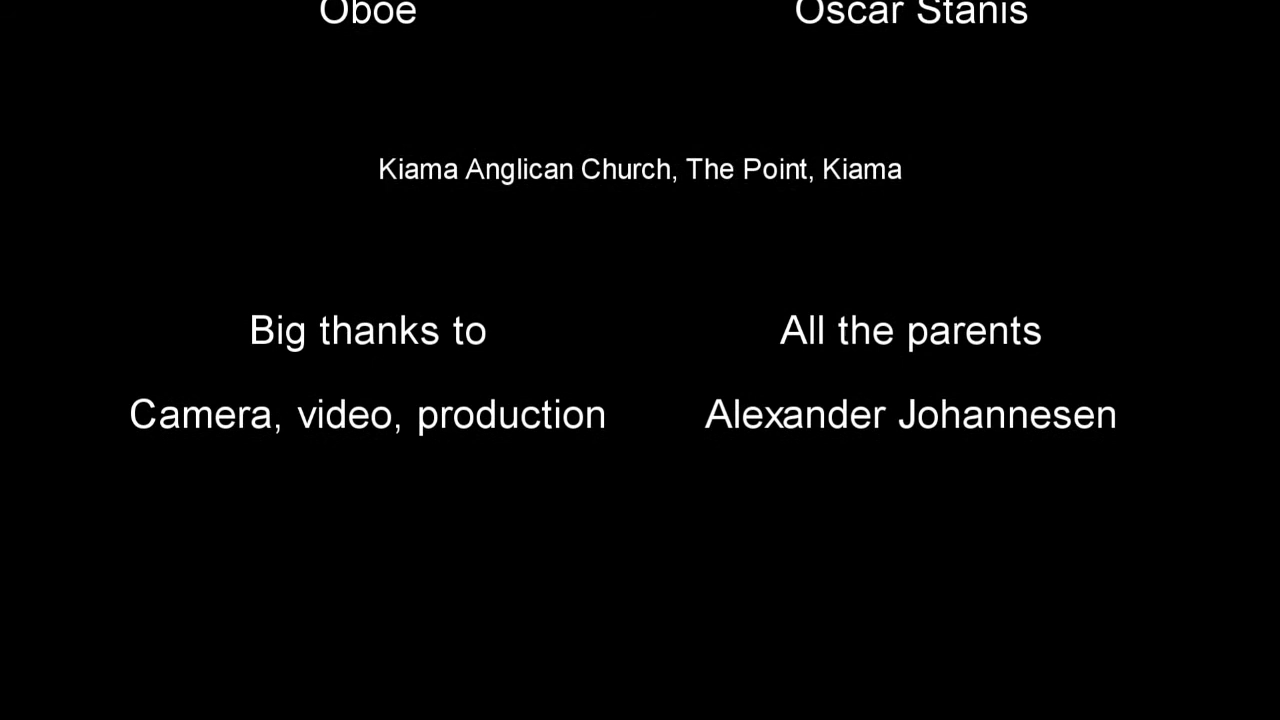 Oboe Oscar Stanis
Kiama Anglican Church, The Point, Kiama
Big thanks to All the parents
Camera, video, production Alexander Johannesen